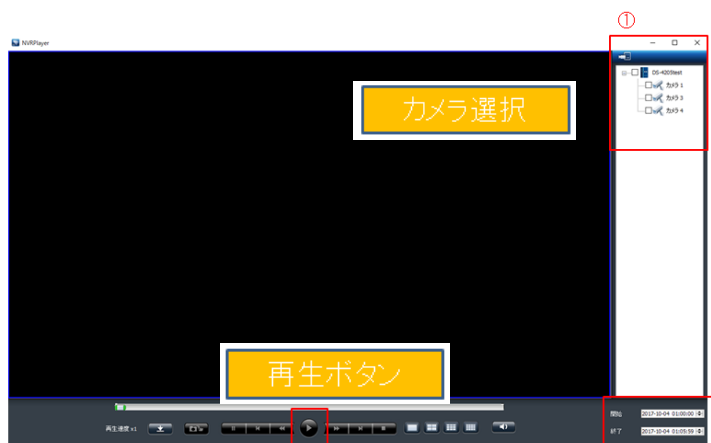 ①
NVRPlayer
DS-4203test
カメラ 1
カメラ選択
カメラ 3
カメラ 4
再生ボタン
開始 2017-10-04 01:00:00
再生速度 x1
終了 2017-10-04 01:05:59